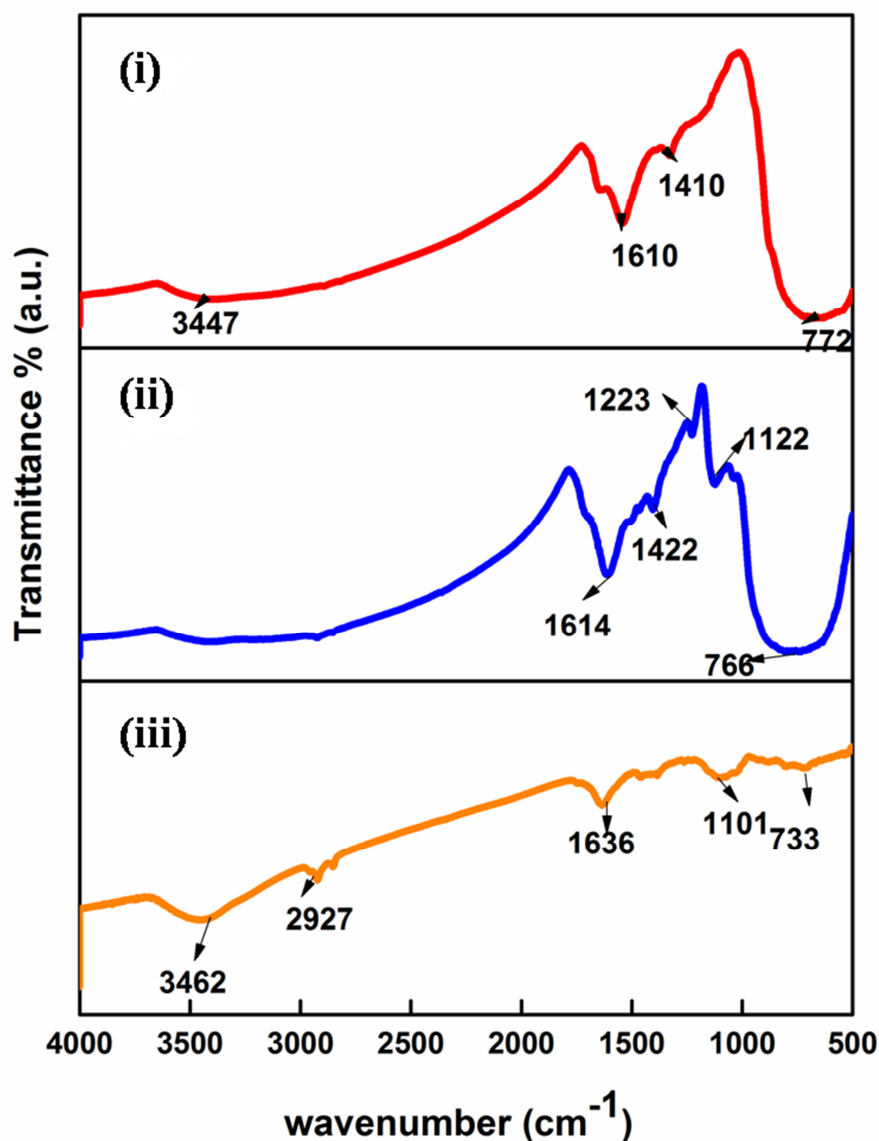 Transmittance % (a.u.)
(i)
1410
1610
3447
772
(ii)
1223
1122
1422
1614
766
(iii)
1101
733
1636
2927
3462
4000 3500 3000 2500 2000 1500 1000 500
wavenumber (cm-1)